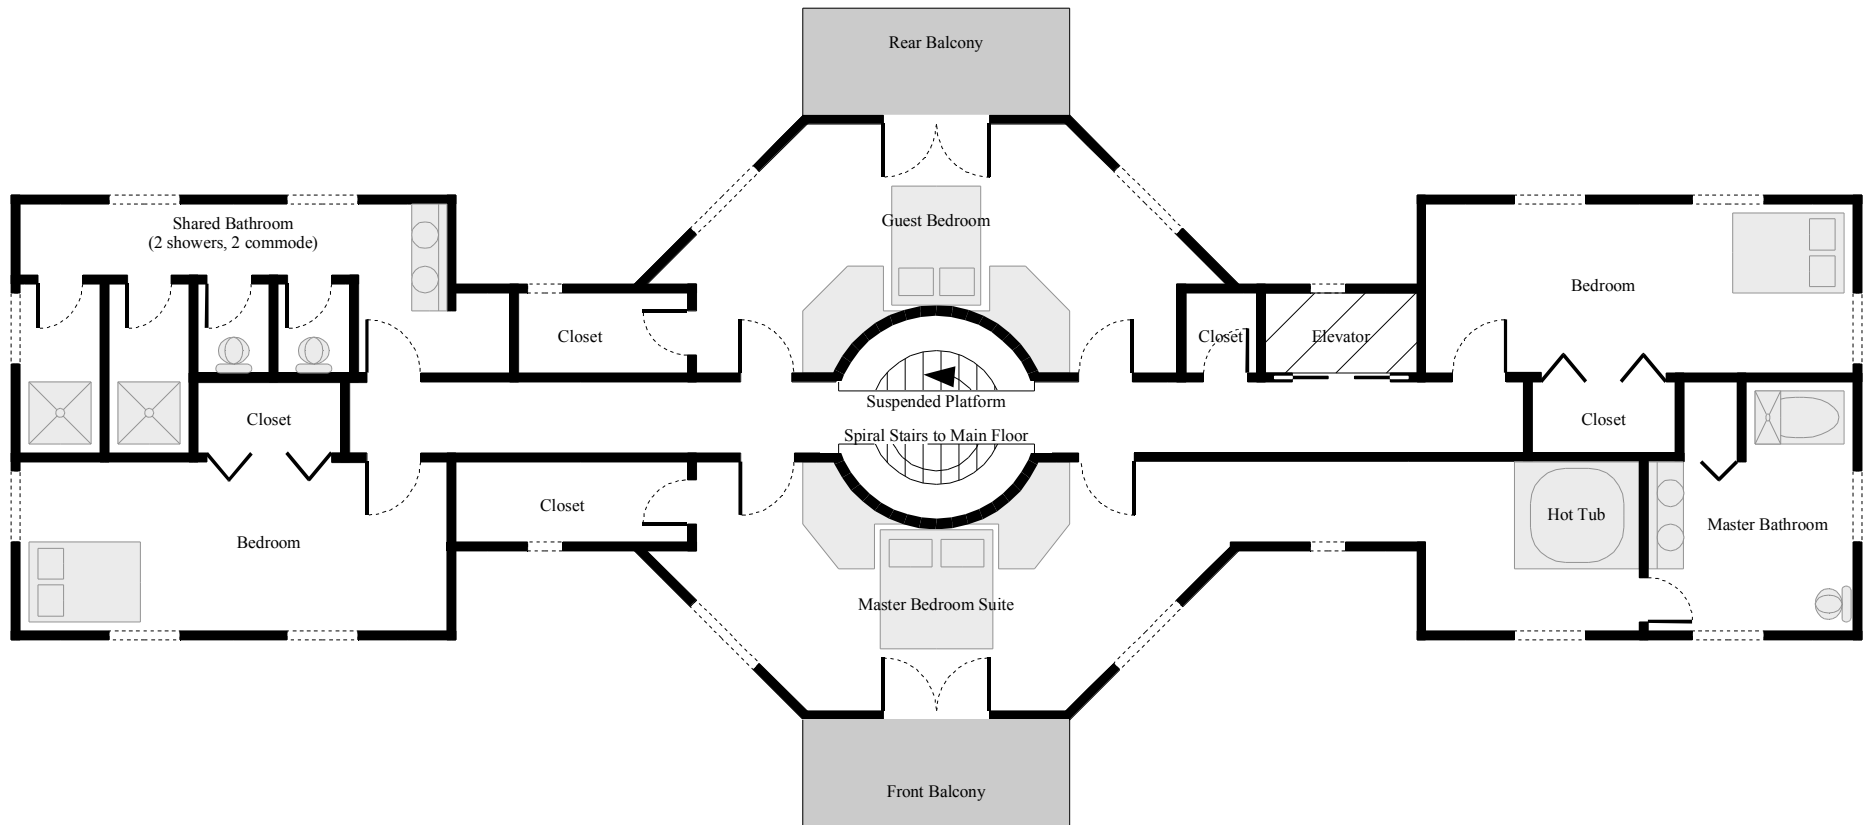 Rear Balcony
Shared Bathroom
(2 showers, 2 commode)
Guest Bedroom
Bedroom
Closet
Closet
Elevator
Suspended Platform
Closet
Closet
Spiral Stairs to Main Floor
Closet
Hot Tub
Master Bathroom
Bedroom
Master Bedroom Suite
Front Balcony